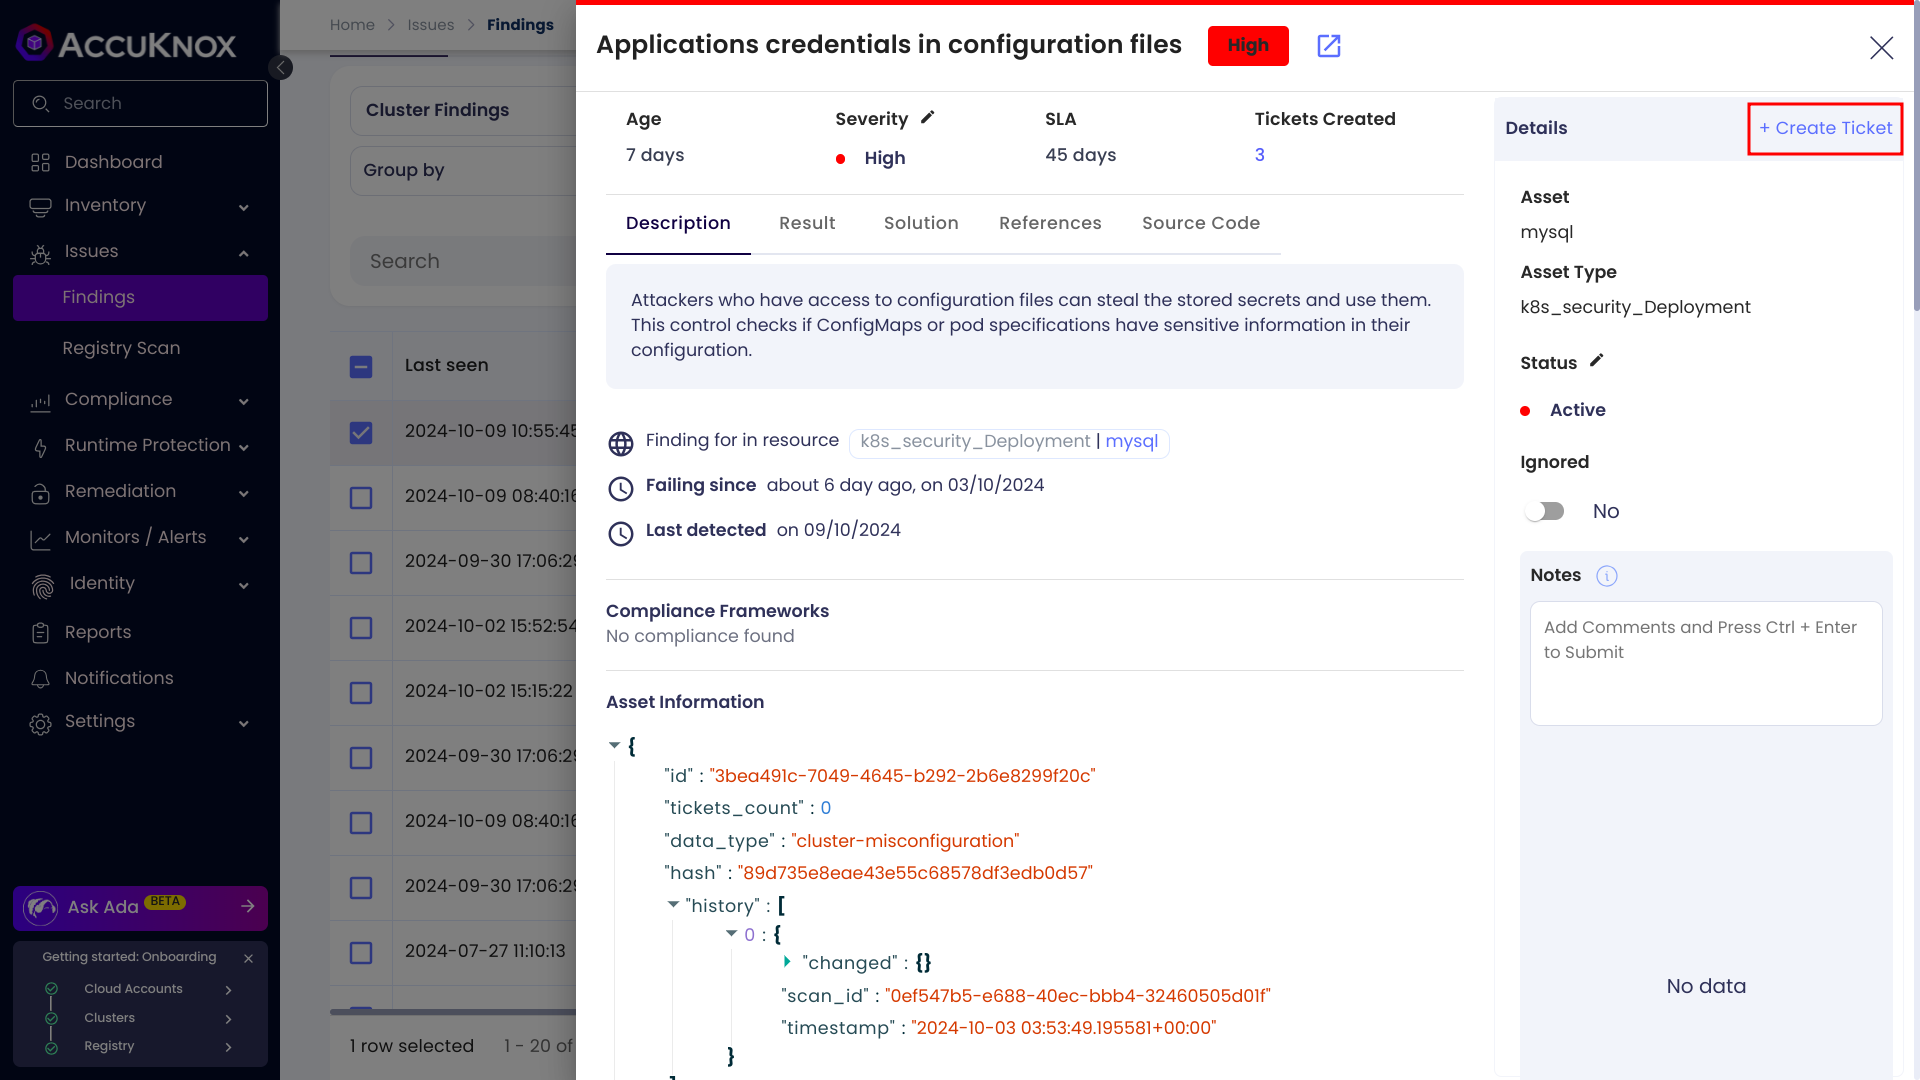 ACCUKNOX
Search
Dashboard
Inventory
Issues
Findings
Registry Scan
Compliance
Runtime Protection
Remediation
Monitors / Alerts
Identity
Reports
Notifications
Settings
Ask Ada BETA
Getting started: Onboarding
Cloud Accounts
Clusters
Registry
Home > Issues > Findings
Cluster Findings
Group by
Search
Last seen
2024-10-09 10:55:45
2024-10-09 08:40:16
2024-09-30 17:06:29
2024-10-02 15:52:54
2024-10-02 15:15:22
2024-09-30 17:06:29
2024-10-09 08:40:16
2024-09-30 17:06:29
2024-07-27 11:10:13
1 row selected 1 - 20 of
Applications credentials in configuration files High
Age
7 days
Severity
High
SLA
45 days
Tickets Created
3
Description Result Solution References Source Code
Attackers who have access to configuration files can steal the stored secrets and use them.
This control checks if ConfigMaps or pod specifications have sensitive information in their
configuration.
Finding for in resource k8s_security_Deployment | mysql
Failing since about 6 day ago, on 03/10/2024
Last detected on 09/10/2024
Compliance Frameworks
No compliance found
Asset Information
{
"id" : "3bea491c-7049-4645-b292-2b6e8299f20c"
"tickets_count" : 0
"data_type" : "cluster-misconfiguration"
"hash" : "89d735e8eae43e55c68578df3edb0d57"
"history" : [
0 : {
"changed" : {}
"scan_id" : "0ef547b5-e688-40ec-bbb4-32460505d01f"
"timestamp" : "2024-10-03 03:53:49.195581+00:00"
}
Details
+ Create Ticket
Asset
mysql
Asset Type
k8s_security_Deployment
Status
Active
Ignored
No
Notes
Add Comments and Press Ctrl + Enter
to Submit
No data